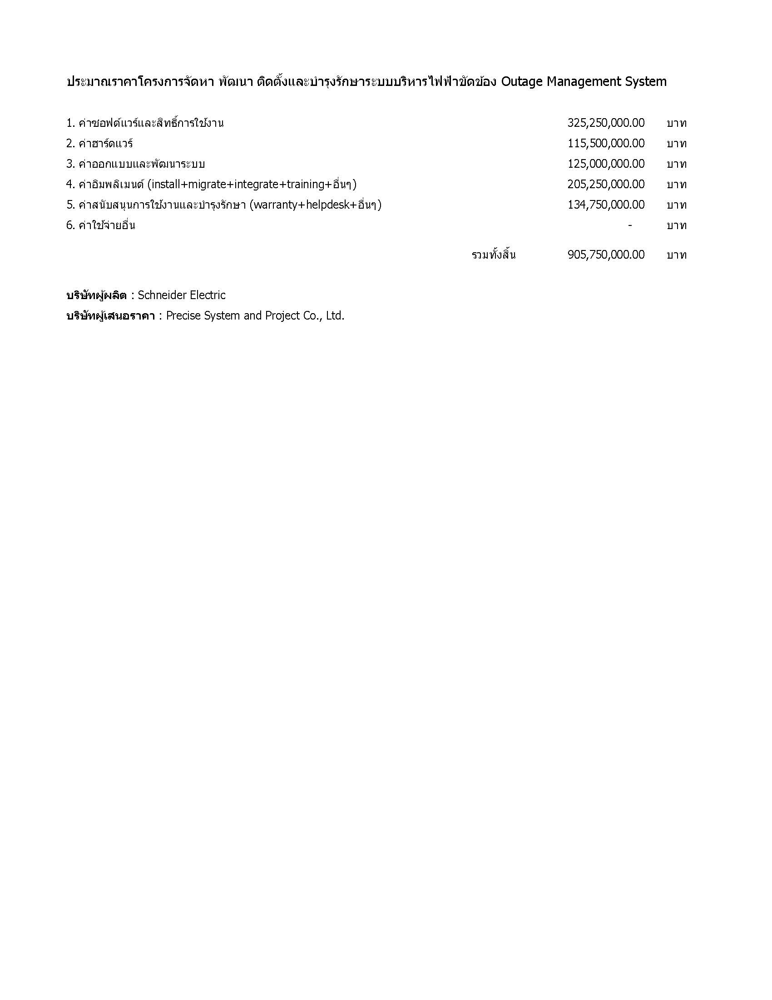 ประมาณราคาโครงการจัดหา พัฒนา ติดตั้งและบำรุงรักษาระบบบริหารไฟฟ้าขัดข้อง Outage Management System
1. ค่าซอฟต์แวร์และสิทธิ์การใช้งาน 325,250,000.00 บาท
2. ค่าฮาร์ดแวร์ 115,500,000.00 บาท
3. ค่าออกแบบและพัฒนาระบบ 125,000,000.00 บาท
4. ค่าอิมพลิเมนต์ (install+migrate+integrate+training+อื่นๆ) 205,250,000.00 บาท
5. ค่าสนับสนุนการใช้งานและบำรุงรักษา (warranty+helpdesk+อื่นๆ) 134,750,000.00 บาท
6. ค่าใช้จ่ายอื่น - บาท
รวมทั้งสิ้น 905,750,000.00 บาท
บริษัทผู้ผลิต : Schneider Electric
บริษัทผู้เสนอราคา : Precise System and Project Co., Ltd.